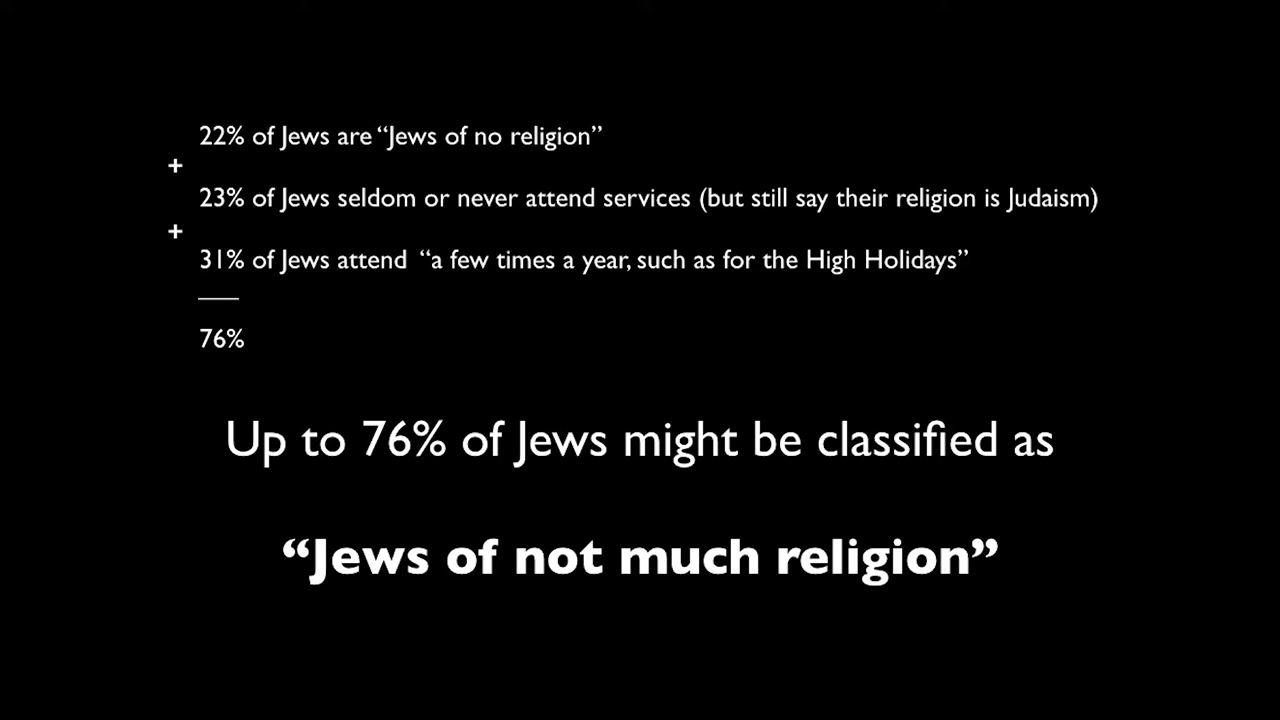 22% of Jews are “Jews of no religion”
+
23% of Jews seldom or never attend services (but still say their religion is Judaism)
+
31% of Jews attend “a few times a year, such as for the High Holidays”
76%
Up to 76% of Jews might be classified as
“Jews of not much religion”